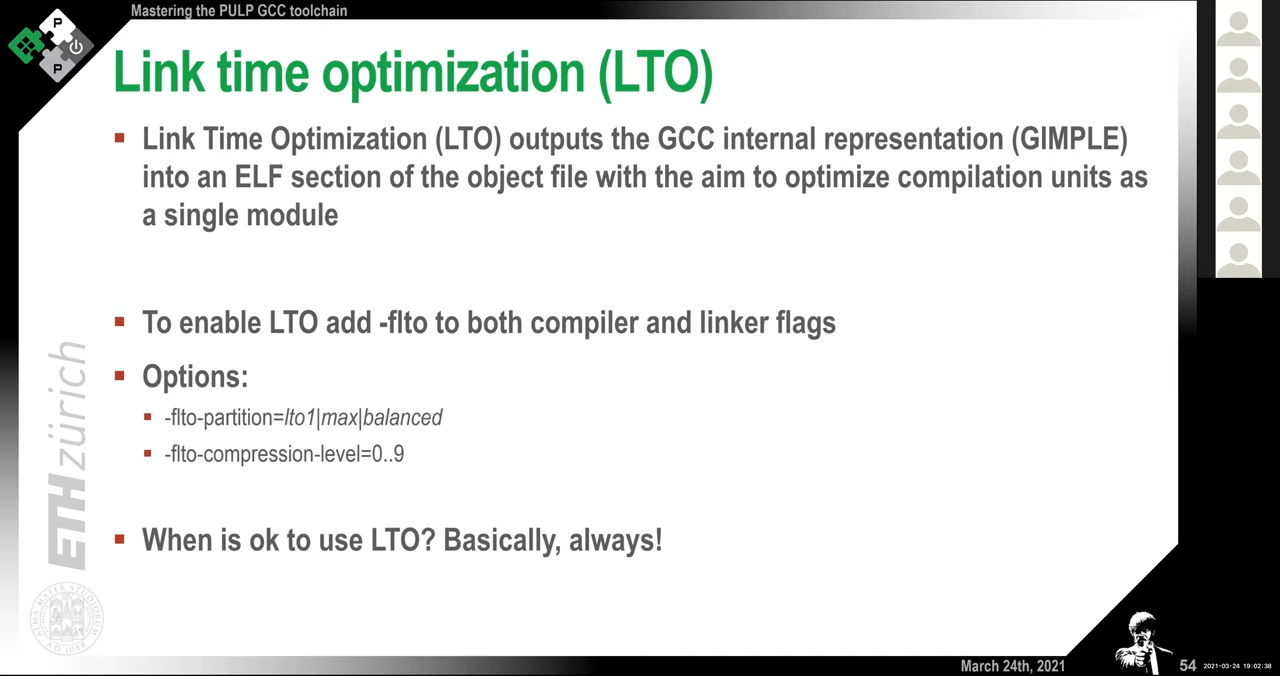 Mastering the PULP GCC toolchain
P
P
Link time optimization (LTO)
Link Time Optimization (LTO) outputs the GCC internal representation (GIMPLE)
into an ELF section of the object file with the aim to optimize compilation units as
a single module
To enable LTO add -flto to both compiler and linker flags
Options:
-flto-partition=lto1|max|balanced
-flto-compression-level=0..9
When is ok to use LTO? Basically, always!
ETHzürich
ALMA MATER STUDIORUM
A.D. 1088
March 24th, 2021
54
2021-03-24 19:02:38